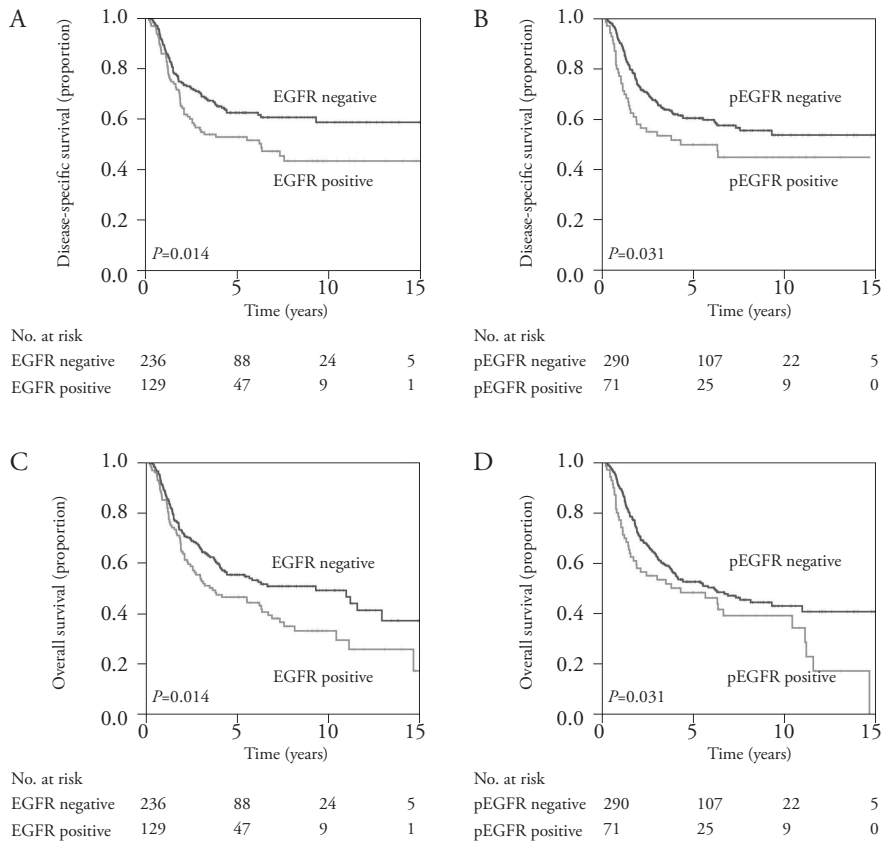 A
Disease-specific survival (proportion)
1.0
0.8
0.6
0.4
0.2
0.0
EGFR negative
EGFR positive
P=0.014
0 5 10 15
Time (years)
No. at risk
EGFR negative 236 88 24 5
EGFR positive 129 47 9 1
B
Disease-specific survival (proportion)
1.0
0.8
0.6
0.4
0.2
0.0
pEGFR negative
pEGFR positive
P=0.031
0 5 10 15
Time (years)
No. at risk
pEGFR negative 290 107 22 5
pEGFR positive 71 25 9 0
C
Overall survival (proportion)
1.0
0.8
0.6
0.4
0.2
0.0
EGFR negative
EGFR positive
P=0.014
0 5 10 15
Time (years)
No. at risk
EGFR negative 236 88 24 5
EGFR positive 129 47 9 1
D
Overall survival (proportion)
1.0
0.8
0.6
0.4
0.2
0.0
pEGFR negative
pEGFR positive
P=0.031
0 5 10 15
Time (years)
No. at risk
pEGFR negative 290 107 22 5
pEGFR positive 71 25 9 0